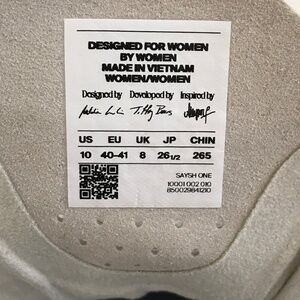 DESIGNED FOR WOMEN
BY WOMEN
MADE IN VIETNAM
WOMEN/WOMEN
Designed by Developed by Inspired by
US EU UK JP CHIN
10 40-41 8 26 1/2 265
SAYSH ONE
10001 002 010
850029841210